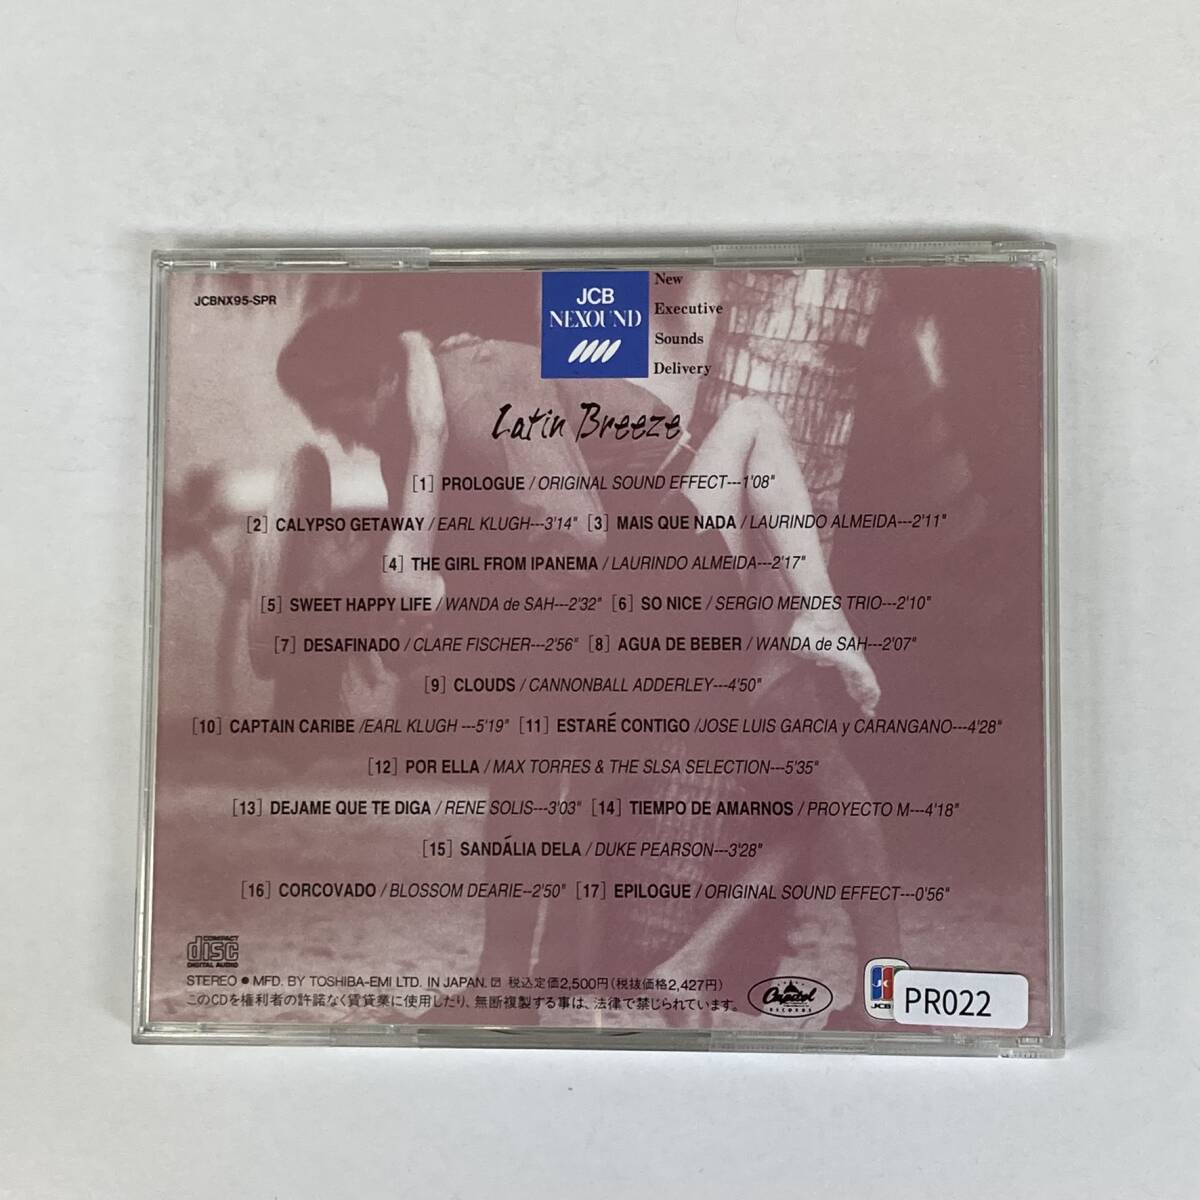 JCBNX95-SPR
JCB
NEXOUND
New
Executive
Sounds
Delivery
Latin Breeze
[1] PROLOGUE / ORIGINAL SOUND EFFECT---1'08"
[2] CALYPSO GETAWAY / EARL KLUGH---3'14" [3] MAIS QUE NADA / LAURINDO ALMEIDA---2'11"
[4] THE GIRL FROM IPANEMA / LAURINDO ALMEIDA---2'17"
[5] SWEET HAPPY LIFE / WANDA de SAH---2'32" [6] SO NICE / SERGIO MENDES TRIO---2'10"
[7] DESAFINADO / CLARE FISCHER---2'56" [8] AGUA DE BEBER / WANDA de SAH---2'07"
[9] CLOUDS / CANNONBALL ADDERLEY---4'50"
[10] CAPTAIN CARIBE /EARL KLUGH ---5'19" [11] ESTARÉ CONTIGO /JOSE LUIS GARCIA y CARANGANO---4'28"
[12] POR ELLA / MAX TORRES & THE SLSA SELECTION---5'35"
[13] DEJAME QUE TE DIGA / RENE SOLIS---3'03" [14] TIEMPO DE AMARNOS / PROYECTO M---4'18"
[15] SANDÁLIA DELA / DUKE PEARSON---3'28"
[16] CORCOVADO / BLOSSOM DEARIE--2'50" [17] EPILOGUE / ORIGINAL SOUND EFFECT---0'56"
COMPACT
disc
DIGITAL AUDIO
STEREO ● MFD. BY TOSHIBA-EMI LTD. IN JAPAN. 税込定価2,500円(税抜価格2,427円)
このCDを権利者の許諾なく賃貸業に使用したり、無断複製する事は、法律で禁じられています。
Capitol
RECORDS
JCB
PR022